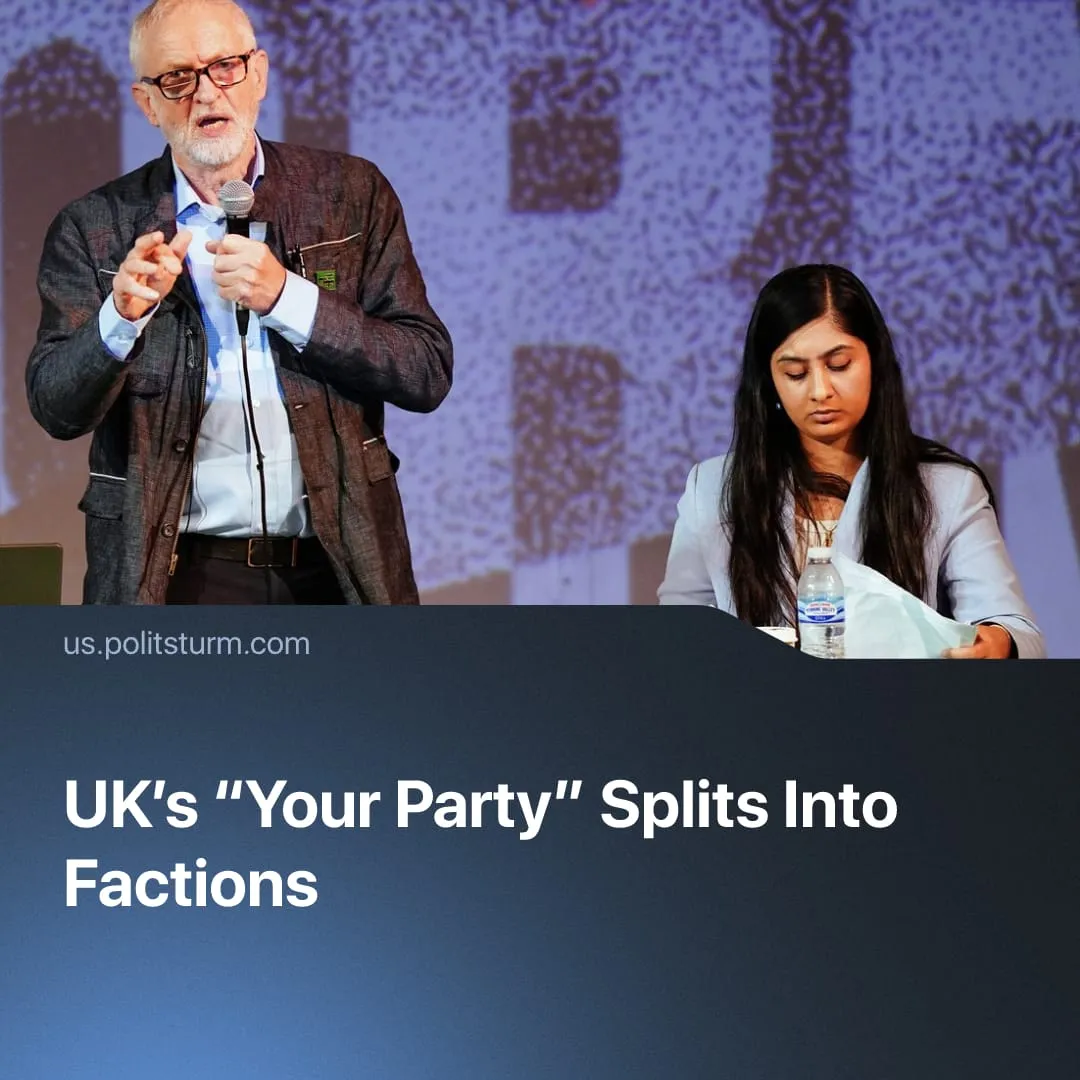 us.politsturm.com
UK’s “Your Party” Splits Into
Factions